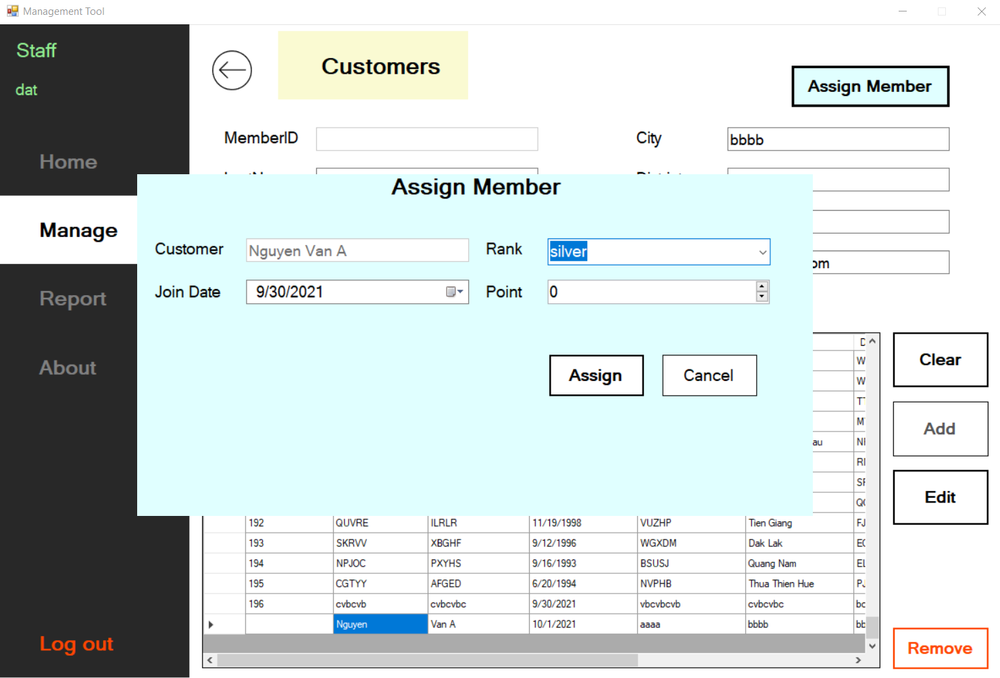 Management Tool
Staff
dat
Home
Manage
Report
About
Log out
Customers
Assign Member
MemberID
City
bbbb
om
Assign Member
Customer
Nguyen Van A
Rank
silver
Join Date
9/30/2021
Point
0
Assign
Cancel
D
W
W
TT
au
192 QUVRE ILRLR 11/19/1998 VUZHP Tien Giang FJ
193 SKRVV XBGHF 9/12/1996 WGXDM Dak Lak
194 NPJOC PXYHS 9/16/1993 BSUSJ Quang Nam EL
195 CGTYY AFGED 6/20/1994 NVPHB Thua Thien Hue PJ
196 cvbcvb cvbcvbc 9/30/2021 vbcvbcvb cvbcvbc bc
Nguyen Van A 10/1/2021 aaaa bbbb bb
Clear
Add
Edit
Remove